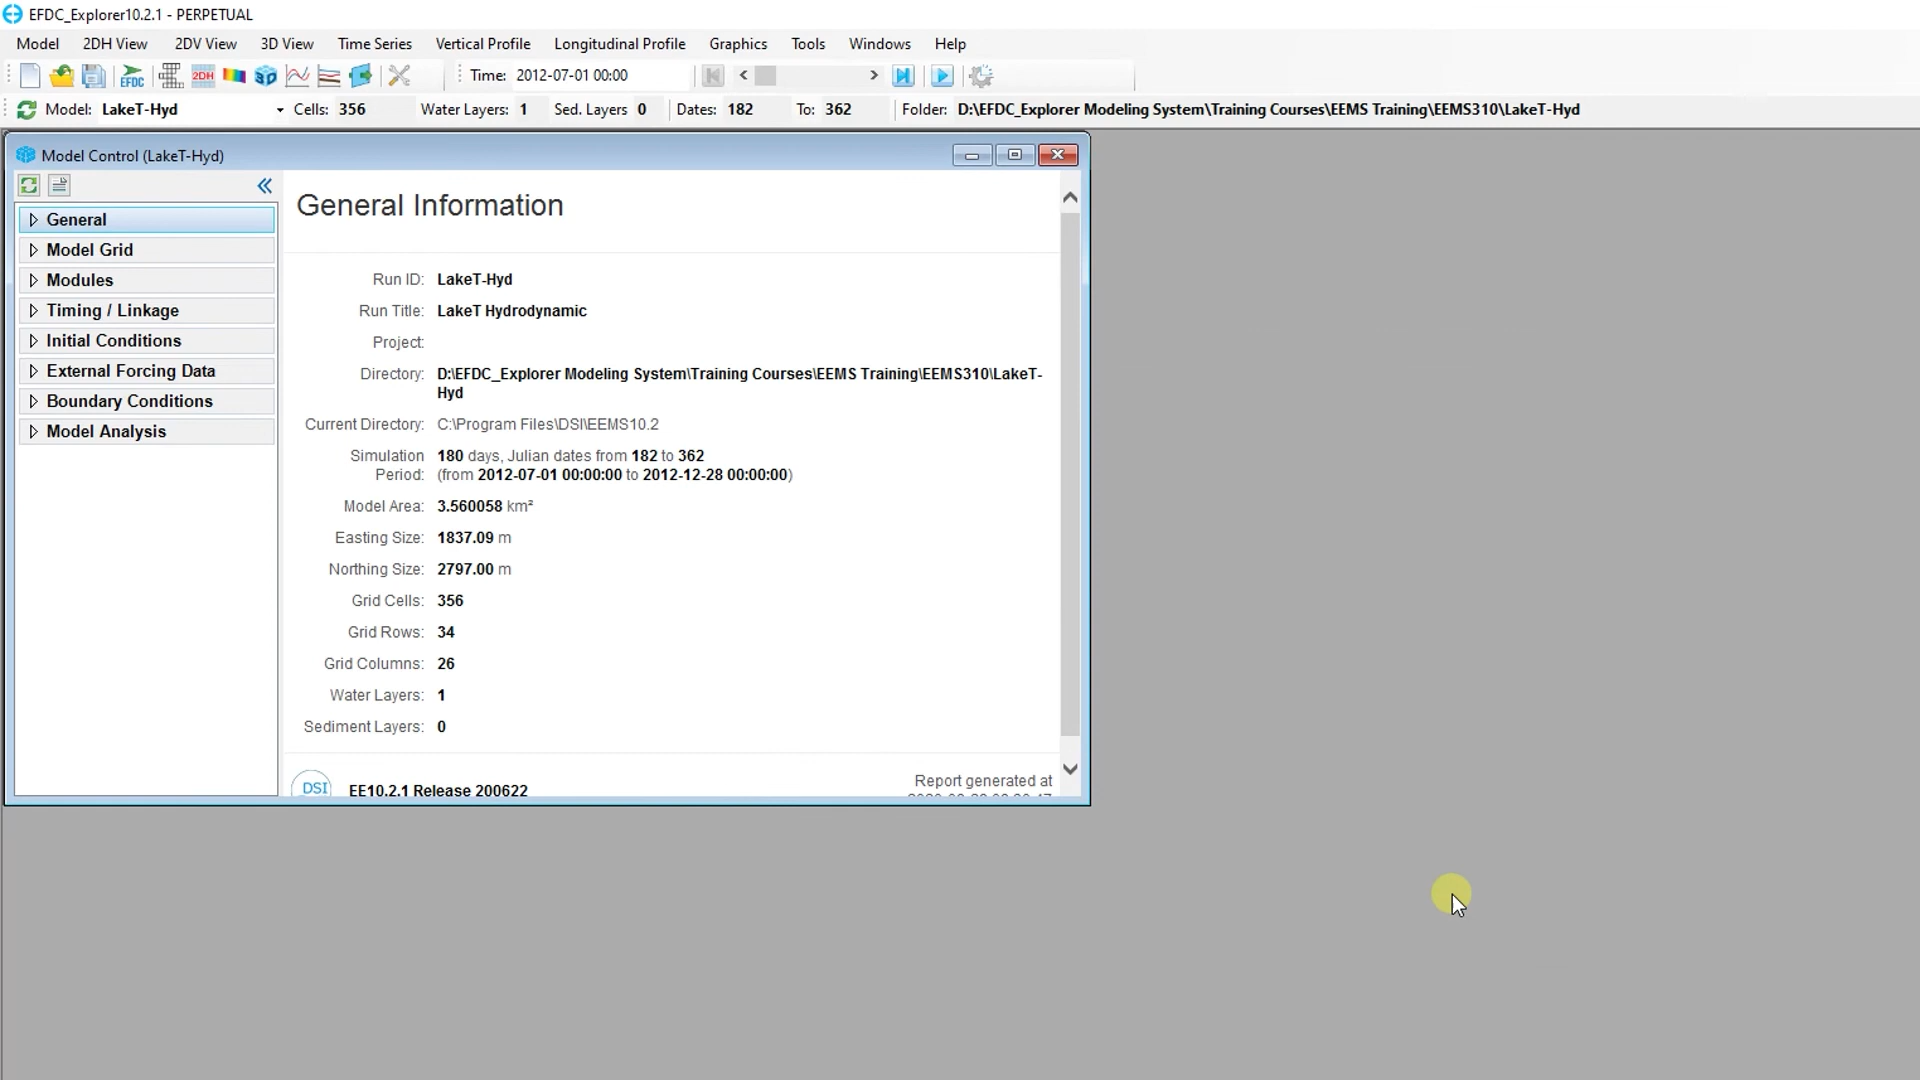 EFDC_Explorer10.2.1 - PERPETUAL
Model 2DH View 2DV View 3D View Time Series Vertical Profile Longitudinal Profile Graphics Tools Windows Help
EFDC 2DH 3D Time: 2012-07-01 00:00
Model: LakeT-Hyd Cells: 356 Water Layers: 1 Sed. Layers 0 Dates: 182 To: 362 Folder: D:\EFDC_Explorer Modeling System\Training Courses\EEMS Training\EEMS310\LakeT-Hyd
Model Control (LakeT-Hyd)
General
Model Grid
Modules
Timing / Linkage
Initial Conditions
External Forcing Data
Boundary Conditions
Model Analysis
General Information
Run ID: LakeT-Hyd
Run Title: LakeT Hydrodynamic
Project:
Directory: D:\EFDC_Explorer Modeling System\Training Courses\EEMS Training\EEMS310\LakeT-
Hyd
Current Directory: C:\Program Files\DSI\EEMS10.2
Simulation 180 days, Julian dates from 182 to 362
Period: (from 2012-07-01 00:00:00 to 2012-12-28 00:00:00)
Model Area: 3.560058 km²
Easting Size: 1837.09 m
Northing Size: 2797.00 m
Grid Cells: 356
Grid Rows: 34
Grid Columns: 26
Water Layers: 1
Sediment Layers: 0
DSI EE10.2.1 Release 200622 Report generated at